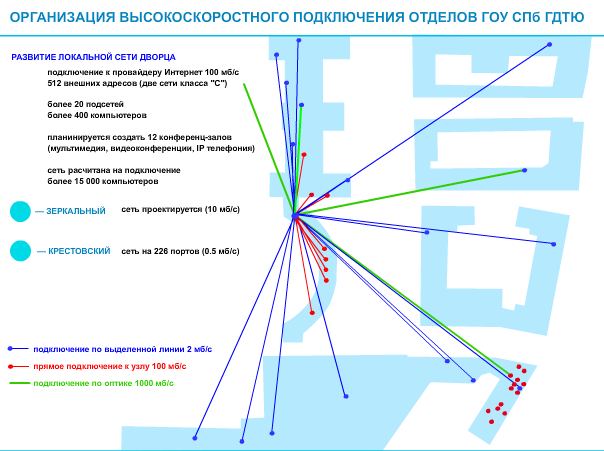 ОРГАНИЗАЦИЯ ВЫСОКОСКОРОСТНОГО ПОДКЛЮЧЕНИЯ ОТДЕЛОВ ГОУ СПб ГДТЮ
РАЗВИТИЕ ЛОКАЛЬНОЙ СЕТИ ДВОРЦА
подключение к провайдеру Интернет 100 мб/с
512 внешних адресов (две сети класса "С")
более 20 подсетей
более 400 компьютеров
планинируется создать 12 конференц-залов
(мультимедия, видеоконференции, IP телефония)
сеть расчитана на подключение
более 15 000 компьютеров
— ЗЕРКАЛЬНЫЙ сеть проектируется (10 мб/с)
— КРЕСТОВСКИЙ сеть на 226 портов (0.5 мб/с)
подключение по выделенной линии 2 мб/с
прямое подключение к узлу 100 мб/с
подключение по оптике 1000 мб/с